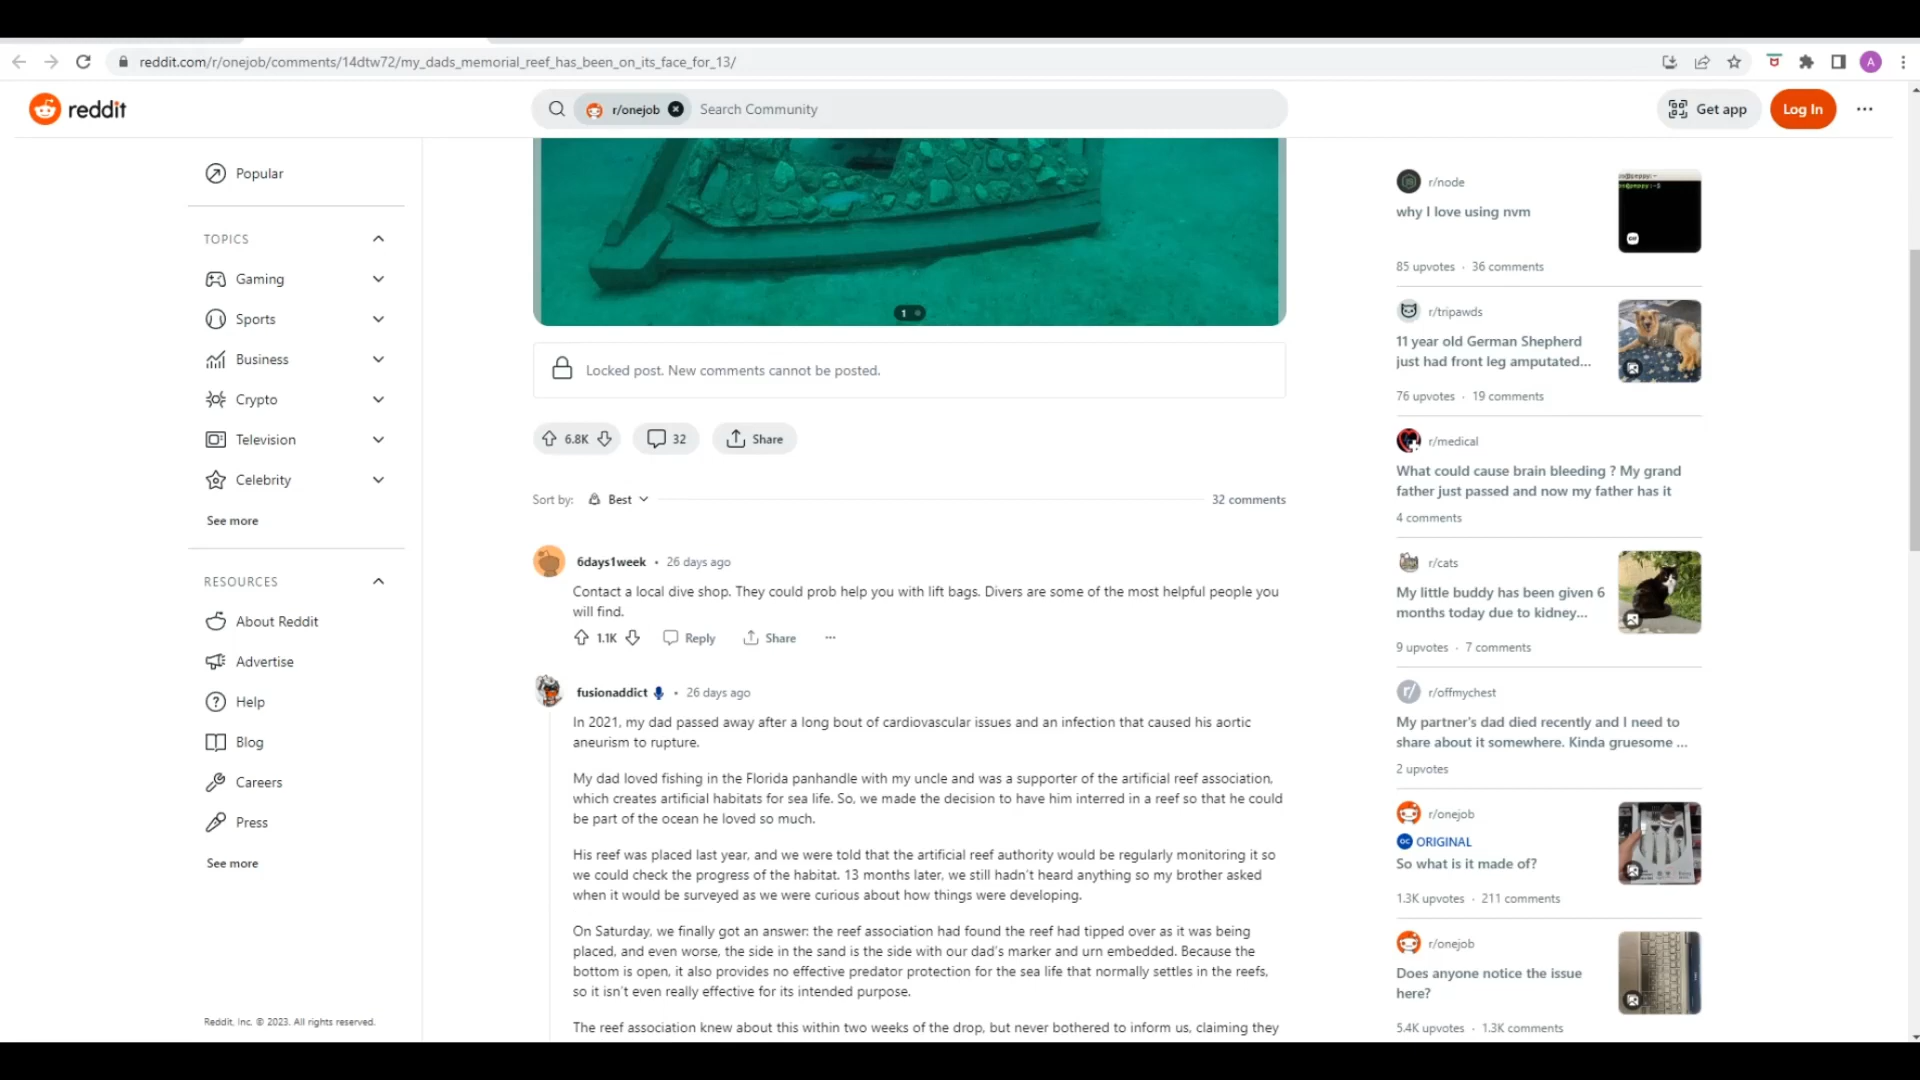 reddit.com/r/onejob/comments/14dtw72/my_dads_memorial_reef_has_been_on_its_face_for_13/
A
reddit
r/onejob
Search Community
Get app
Log In
Popular
TOPICS
Gaming
Sports
Business
Crypto
Television
Celebrity
See more
RESOURCES
About Reddit
Advertise
Help
Blog
Careers
Press
See more
Reddit, Inc. © 2023. All rights reserved.
1
Locked post. New comments cannot be posted.
6.8K
32
Share
Sort by: Best
32 comments
6days1week • 26 days ago
Contact a local dive shop. They could prob help you with lift bags. Divers are some of the most helpful people you
will find.
1.1K Reply Share
fusionaddict • 26 days ago
In 2021, my dad passed away after a long bout of cardiovascular issues and an infection that caused his aortic
aneurism to rupture.
My dad loved fishing in the Florida panhandle with my uncle and was a supporter of the artificial reef association,
which creates artificial habitats for sea life. So, we made the decision to have him interred in a reef so that he could
be part of the ocean he loved so much.
His reef was placed last year, and we were told that the artificial reef authority would be regularly monitoring it so
we could check the progress of the habitat. 13 months later, we still hadn't heard anything so my brother asked
when it would be surveyed as we were curious about how things were developing.
On Saturday, we finally got an answer: the reef association had found the reef had tipped over as it was being
placed, and even worse, the side in the sand is the side with our dad's marker and urn embedded. Because the
bottom is open, it also provides no effective predator protection for the sea life that normally settles in the reefs,
so it isn't even really effective for its intended purpose.
The reef association knew about this within two weeks of the drop, but never bothered to inform us, claiming they
r/node
why I love using nvm
85 upvotes · 36 comments
r/tripawds
11 year old German Shepherd
just had front leg amputated...
76 upvotes · 19 comments
r/medical
What could cause brain bleeding ? My grand
father just passed and now my father has it
4 comments
r/cats
My little buddy has been given 6
months today due to kidney...
9 upvotes · 7 comments
r/offmychest
My partner's dad died recently and I need to
share about it somewhere. Kinda gruesome ...
2 upvotes
r/onejob
OC ORIGINAL
So what is it made of?
1.3K upvotes · 211 comments
r/onejob
Does anyone notice the issue
here?
5.4K upvotes · 1.3K comments